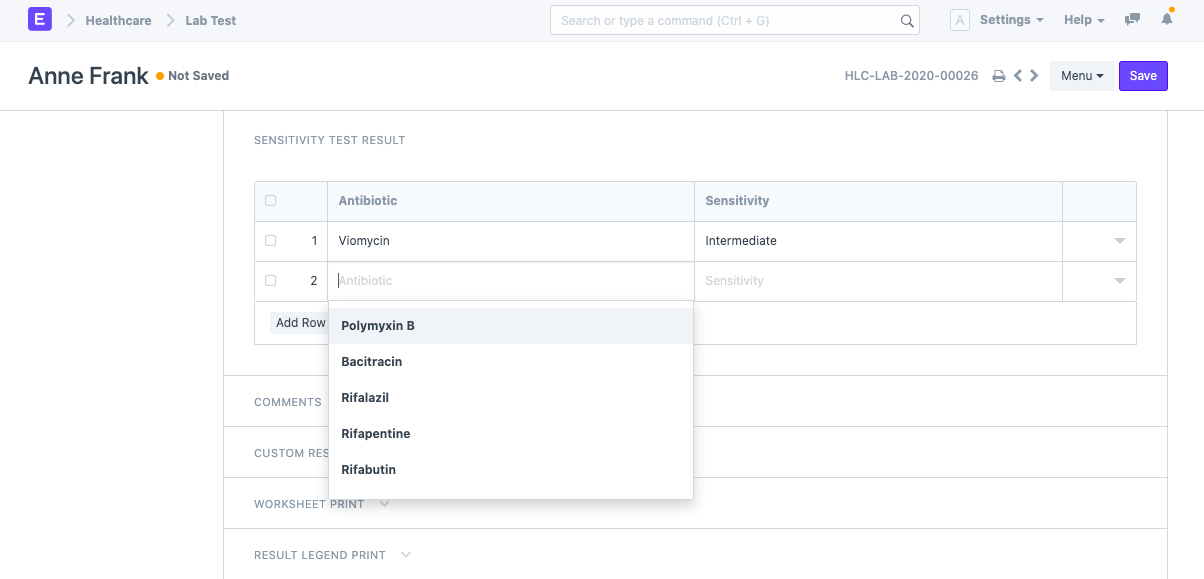 E Healthcare Lab Test Search or type a command (Ctrl + G) A Settings Help
Anne Frank Not Saved HLC-LAB-2020-00026 Menu Save
SENSITIVITY TEST RESULT
Antibiotic Sensitivity
1 Viomycin Intermediate
2 Antibiotic Sensitivity
Add Row
Polymyxin B
Bacitracin
Rifalazil
Rifapentine
Rifabutin
COMMENTS
CUSTOM RES
WORKSHEET PRINT
RESULT LEGEND PRINT